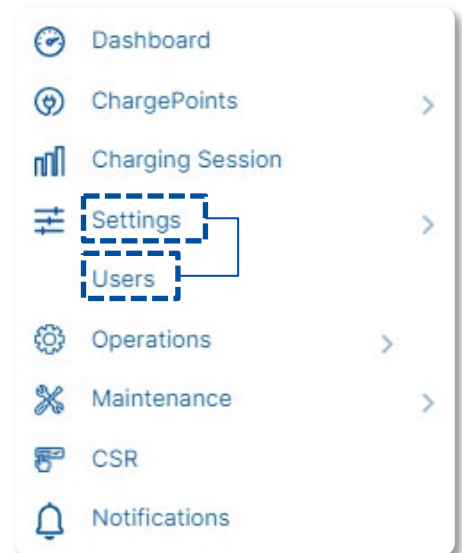 Dashboard
ChargePoints
Charging Session
Settings
Users
Operations
Maintenance
CSR
Notifications